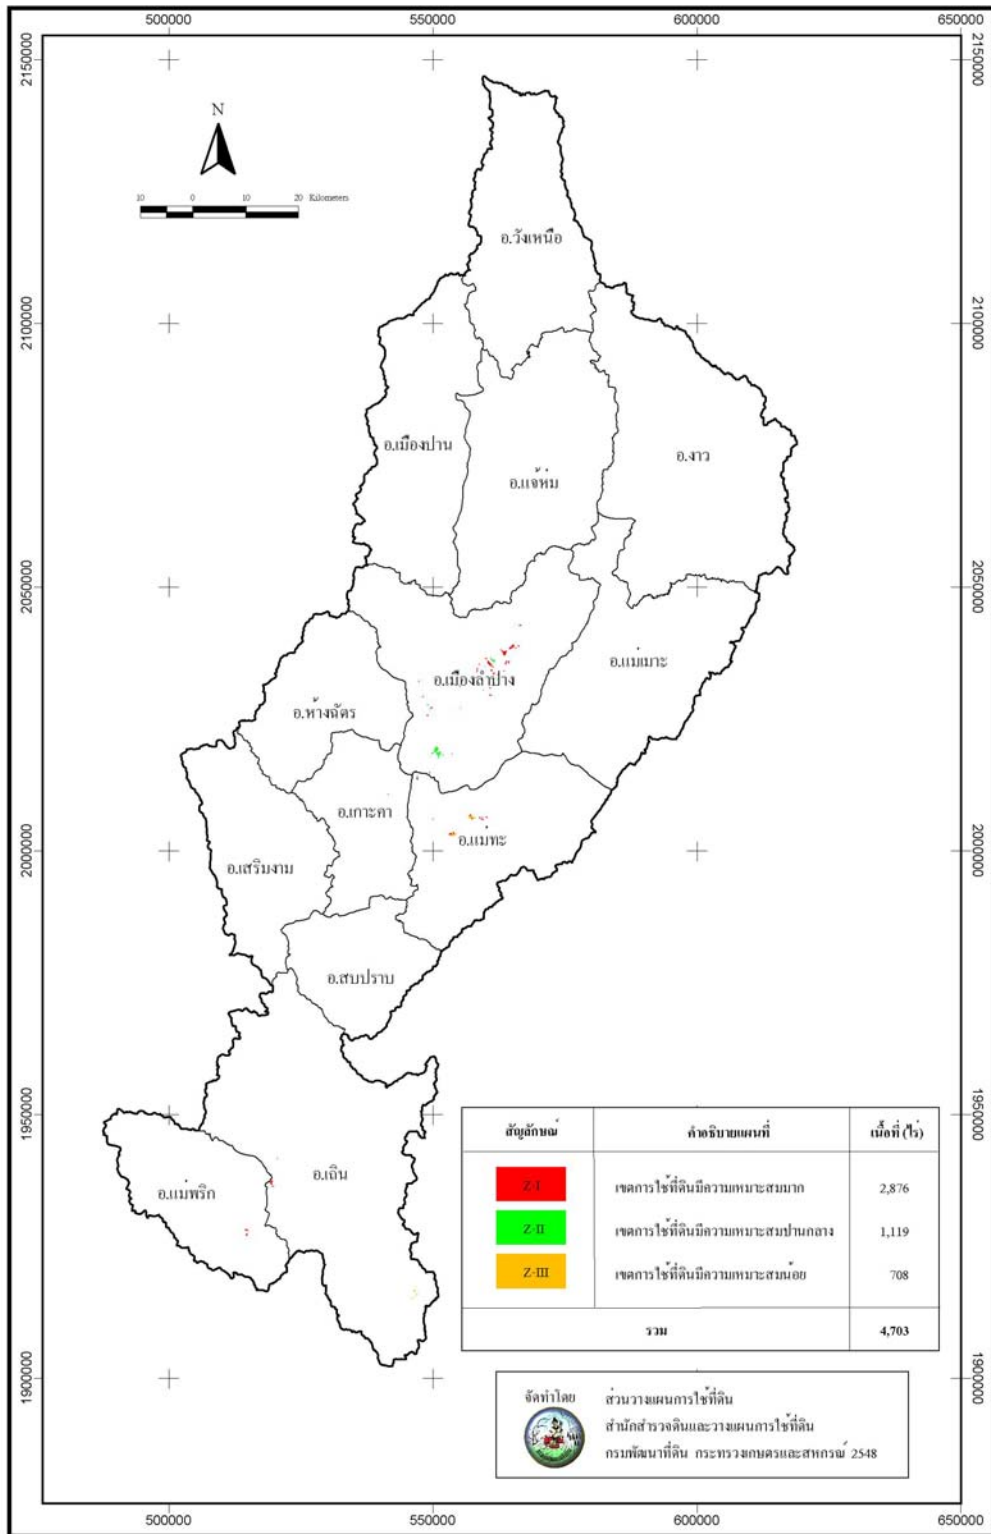 500000 550000 600000 650000
2150000 2150000
N
10 0 10 20 Kilometers
อ.วังเหนือ
2100000 2100000
อ.เมืองปาน
อ.งาว
อ.แจ้ห่ม
2050000 2050000
อ.แม่เมาะ
อ.เมืองลำปาง
อ.ห้างฉัตร
อ.เกาะคา
อ.แม่ทะ
2000000 2000000
อ.เสริมงาม
อ.สบปราบ
1950000 1950000
อ.เถิน
อ.แม่พริก
สัญลักษณ์ คำอธิบายแผนที่ เนื้อที่ (ไร่)
Z-I เขตการใช้ที่ดินมีความเหมาะสมมาก 2,876
Z-II เขตการใช้ที่ดินมีความเหมาะสมปานกลาง 1,119
Z-III เขตการใช้ที่ดินมีความเหมาะสมน้อย 708
รวม 4,703
1900000 1900000
จัดทำโดย ส่วนวางแผนการใช้ที่ดิน
สำนักสำรวจดินและวางแผนการใช้ที่ดิน
กรมพัฒนาที่ดิน กระทรวงเกษตรและสหกรณ์ 2548
500000 550000 600000 650000